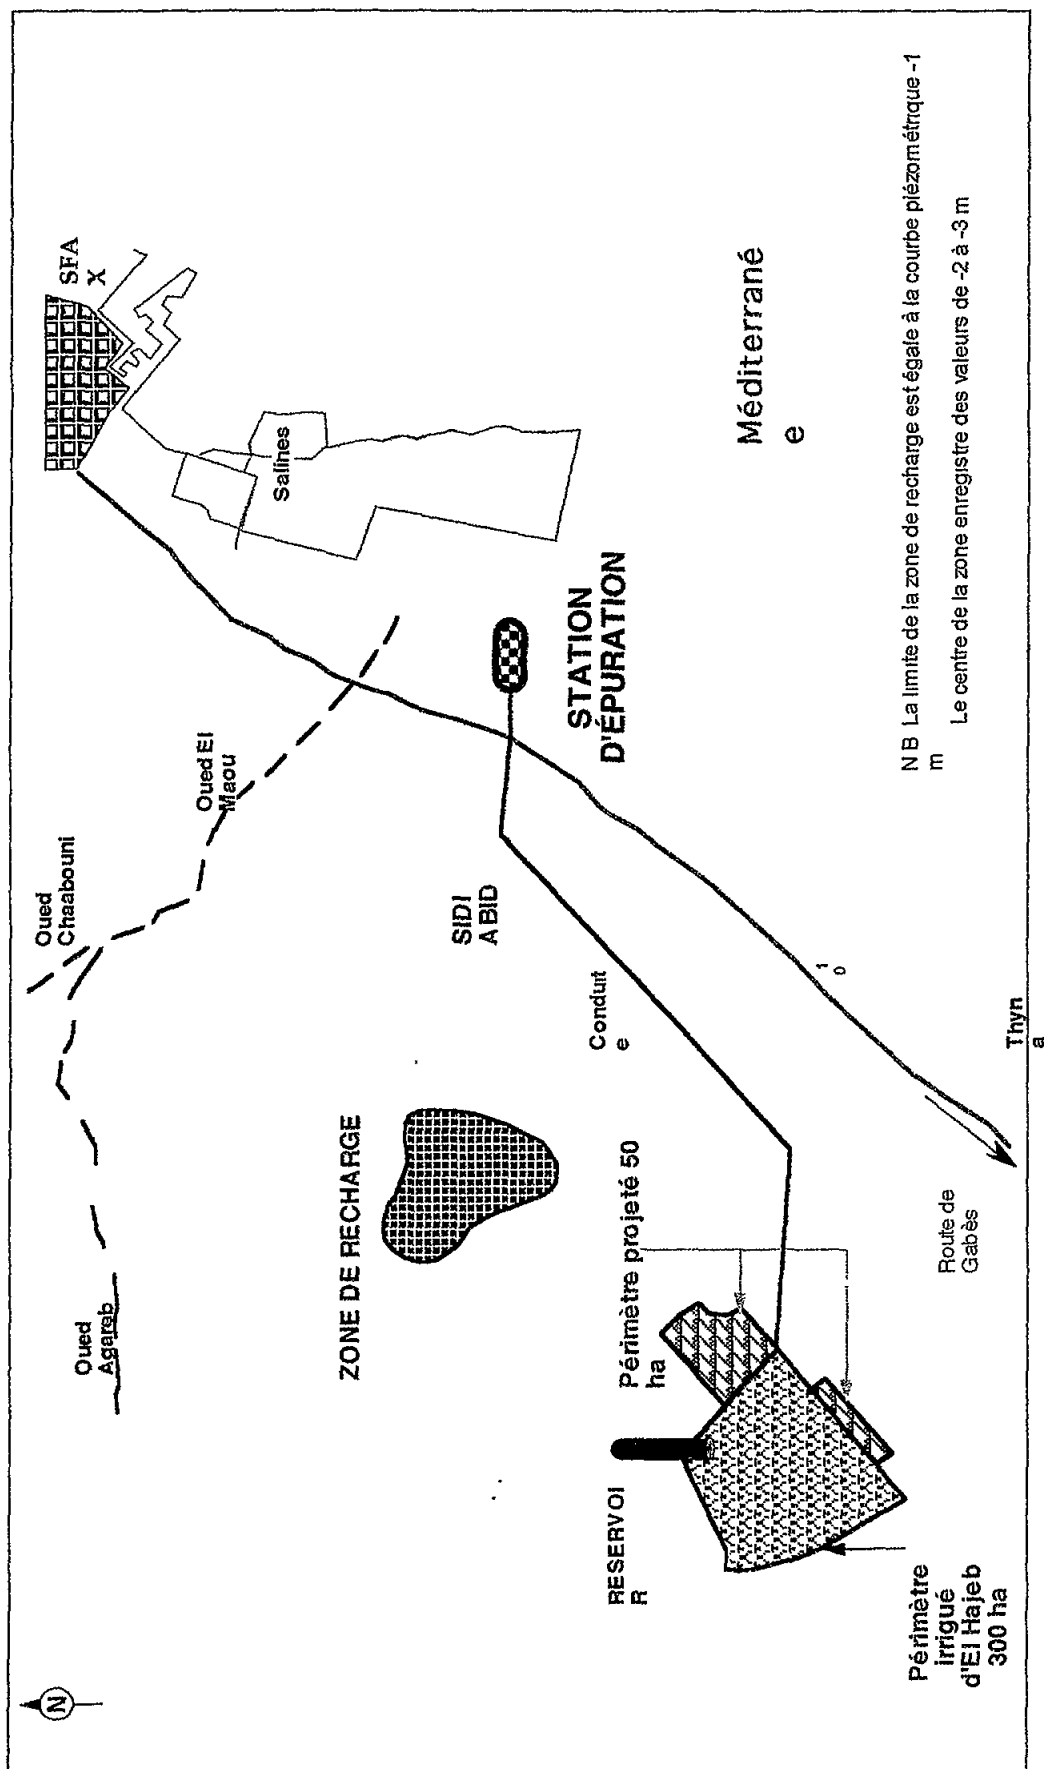 SFA
X
Salines
Méditerrané
e
Oued
Chaabouni
Oued El
Maou
STATION
D'ÉPURATION
SIDI
ABID
Conduit
e
1
0
Thyn
a
ZONE DE RECHARGE
Oued
Agareb
Périmètre projeté 50
ha
Route de
Gabès
RESERVOI
R
Périmètre
irrigué
d'El Hajeb
300 ha
N
N B La limite de la zone de recharge est égale à la courbe piézométrique -1
m
Le centre de la zone enregistre des valeurs de -2 à -3 m